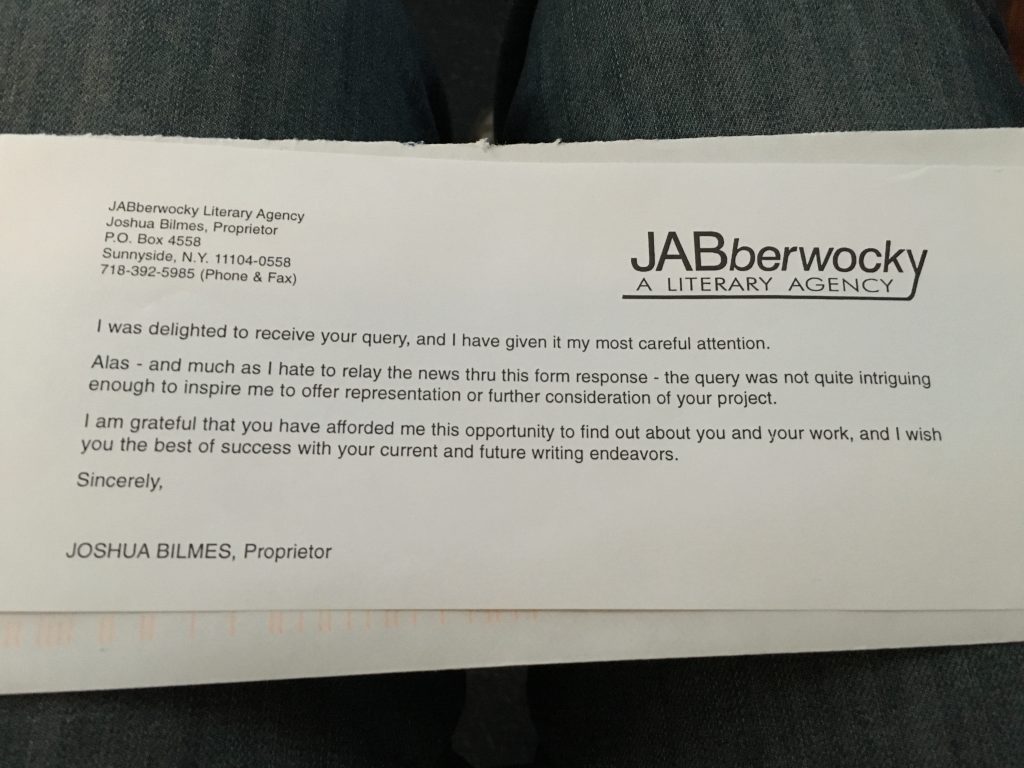 JABberwocky Literary Agency
Joshua Bilmes, Proprietor
P.O. Box 4558
Sunnyside, N.Y. 11104-0558
718-392-5985 (Phone & Fax)
JABberwocky
A LITERARY AGENCY
I was delighted to receive your query, and I have given it my most careful attention.
Alas - and much as I hate to relay the news thru this form response - the query was not quite intriguing
enough to inspire me to offer representation or further consideration of your project.
I am grateful that you have afforded me this opportunity to find out about you and your work, and I wish
you the best of success with your current and future writing endeavors.
Sincerely,
JOSHUA BILMES, Proprietor